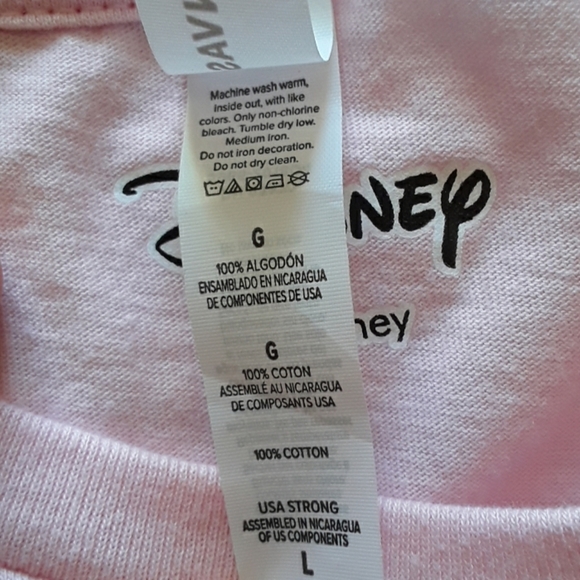 Machine wash warm,
inside out, with like
colors. Only non-chlorine
bleach. Tumble dry low.
Medium iron.
Do not iron decoration.
Do not dry clean.
NEY
G
100% ALGODÓN
ENSAMBLADO EN NICARAGUA
DE COMPONENTES DE USA
ney
G
100% COTON
ASSEMBLÉ AU NICARAGUA
DE COMPOSANTS USA
100% COTTON
USA STRONG
ASSEMBLED IN NICARAGUA
OF US COMPONENTS
L